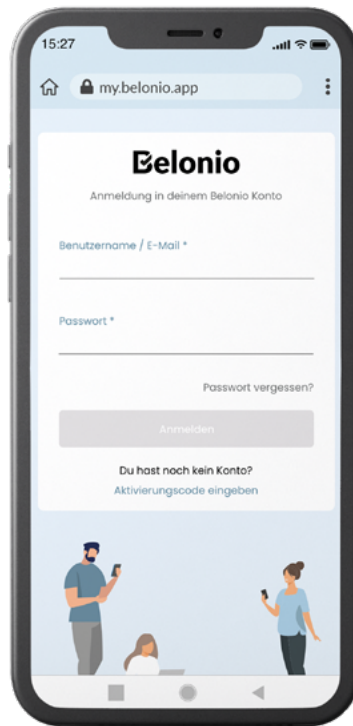 15:27
my.belonio.app
Belonio
Anmeldung in deinem Belonio Konto
Benutzername / E-Mail *
Passwort *
Passwort vergessen?
Anmelden
Du hast noch kein Konto?
Aktivierungscode eingeben